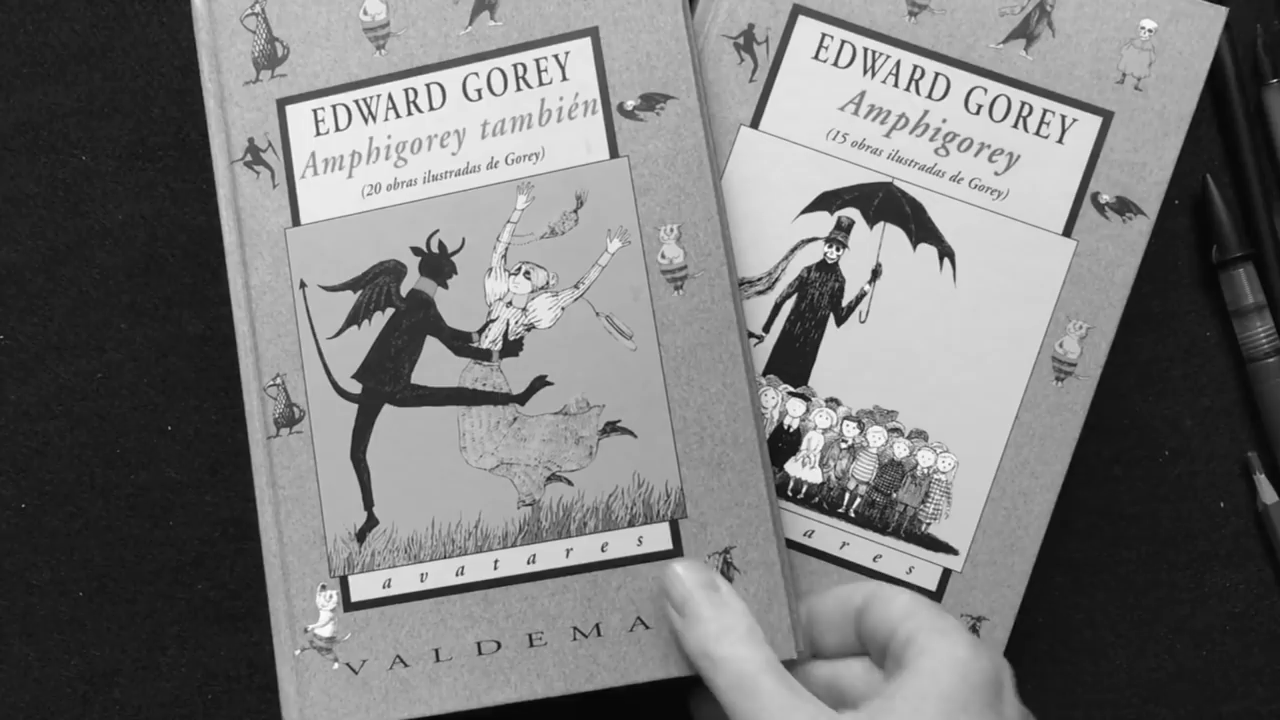 EDWARD GOREY
Amphigorey también
(20 obras ilustradas de Gorey)
avatares
VALDEMA
EDWARD GOREY
Amphigorey
(15 obras ilustradas de Gorey)
ares